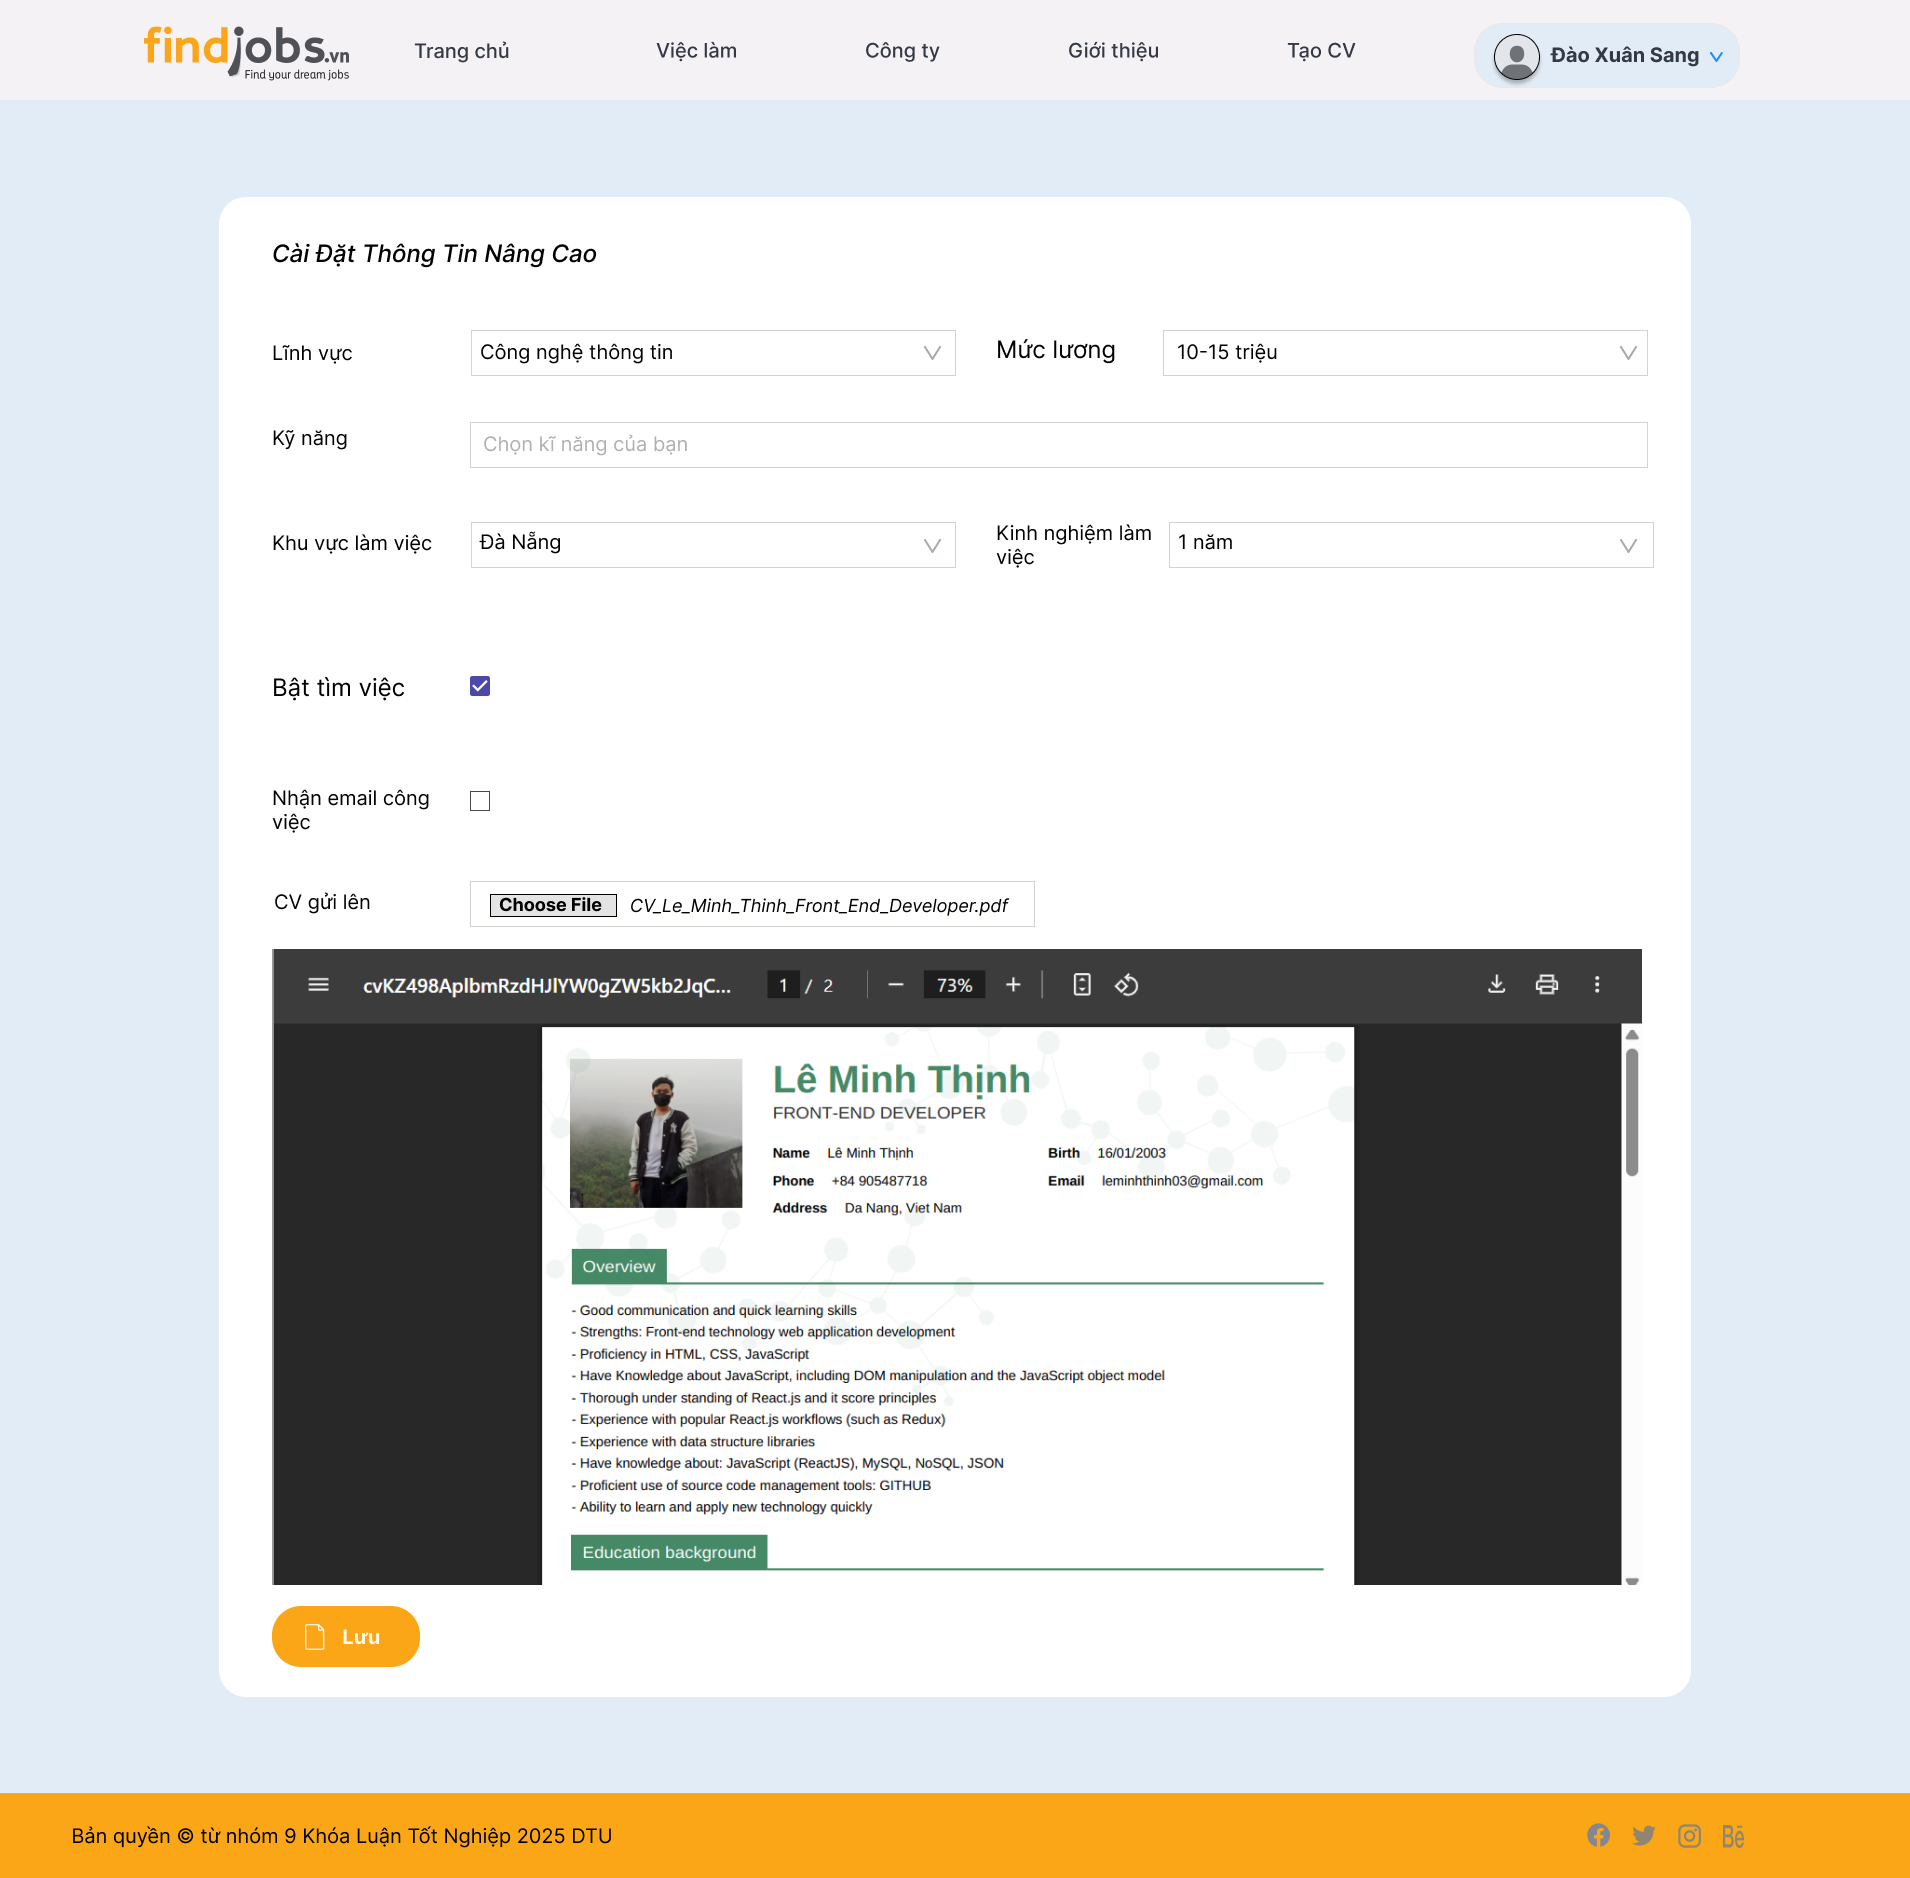 findjobs.vn
Find your dream jobs
Trang chủ
Việc làm
Công ty
Giới thiệu
Tạo CV
Đào Xuân Sang
Cài Đặt Thông Tin Nâng Cao
Lĩnh vực
Công nghệ thông tin
Mức lương
10-15 triệu
Kỹ năng
Chọn kĩ năng của bạn
Khu vực làm việc
Đà Nẵng
Kinh nghiệm làm
việc
1 năm
Bật tìm việc
Nhận email công
việc
CV gửi lên
Choose File
CV_Le_Minh_Thinh_Front_End_Developer.pdf
cvKZ498AplbmRzdHJlYW0gZW5kb2JqC...
1 / 2
73%
Lê Minh Thịnh
FRONT-END DEVELOPER
Name Lê Minh Thịnh
Birth 16/01/2003
Phone +84 905487718
Email leminhthinh03@gmail.com
Address Da Nang, Viet Nam
Overview
- Good communication and quick learning skills
- Strengths: Front-end technology web application development
- Proficiency in HTML, CSS, JavaScript
- Have Knowledge about JavaScript, including DOM manipulation and the JavaScript object model
- Thorough under standing of React.js and it score principles
- Experience with popular React.js workflows (such as Redux)
- Experience with data structure libraries
- Have knowledge about: JavaScript (ReactJS), MySQL, NoSQL, JSON
- Proficient use of source code management tools: GITHUB
- Ability to learn and apply new technology quickly
Education background
Lưu
Bản quyền © từ nhóm 9 Khóa Luận Tốt Nghiệp 2025 DTU